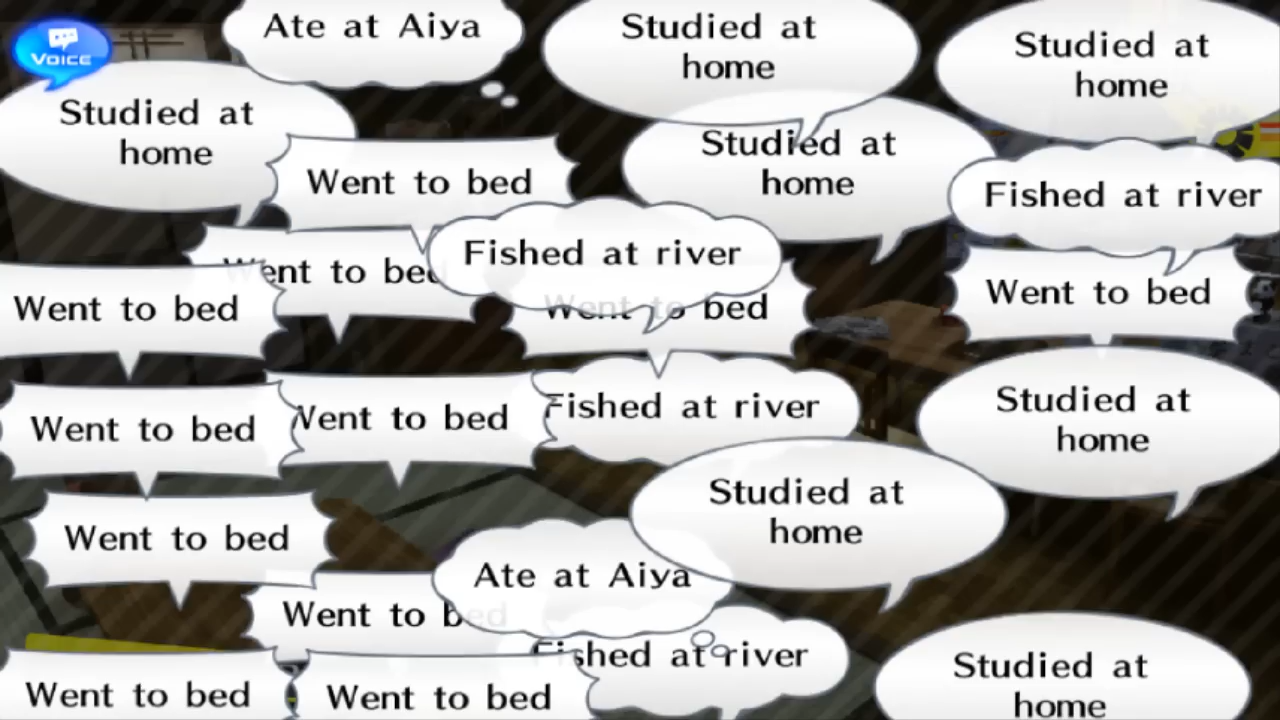 Ate at Aiya
Studied at
home
Studied at
home
VOICE
Studied at
home
Studied at
home
Went to bed
Fished at river
Fished at river
Went to bed
Went to bed
Went to bed
Went to bed
Studied at
home
Fished at river
Went to bed
Went to bed
Studied at
home
Went to bed
Ate at Aiya
Went to bed
Fished at river
Studied at
home
Went to bed
Went to bed